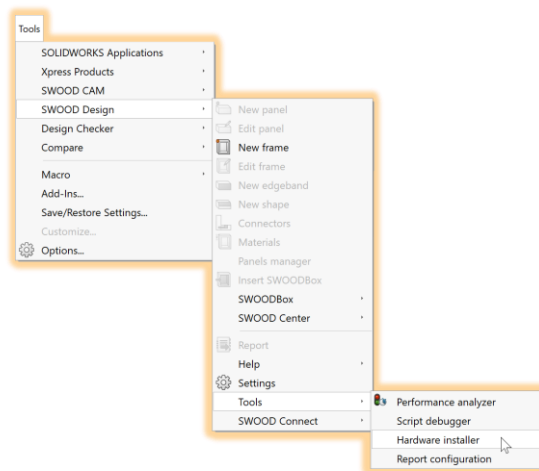 Tools
SOLIDWORKS Applications
Xpress Products
SWOOD CAM
SWOOD Design
Design Checker
Compare
Macro
Add-Ins...
Save/Restore Settings...
Customize...
Options...
New panel
Edit panel
New frame
Edit frame
New edgeband
New shape
Connectors
Materials
Panels manager
Insert SWOODBox
SWOODBox
SWOOD Center
Report
Help
Settings
Tools
SWOOD Connect
Performance analyzer
Script debugger
Hardware installer
Report configuration